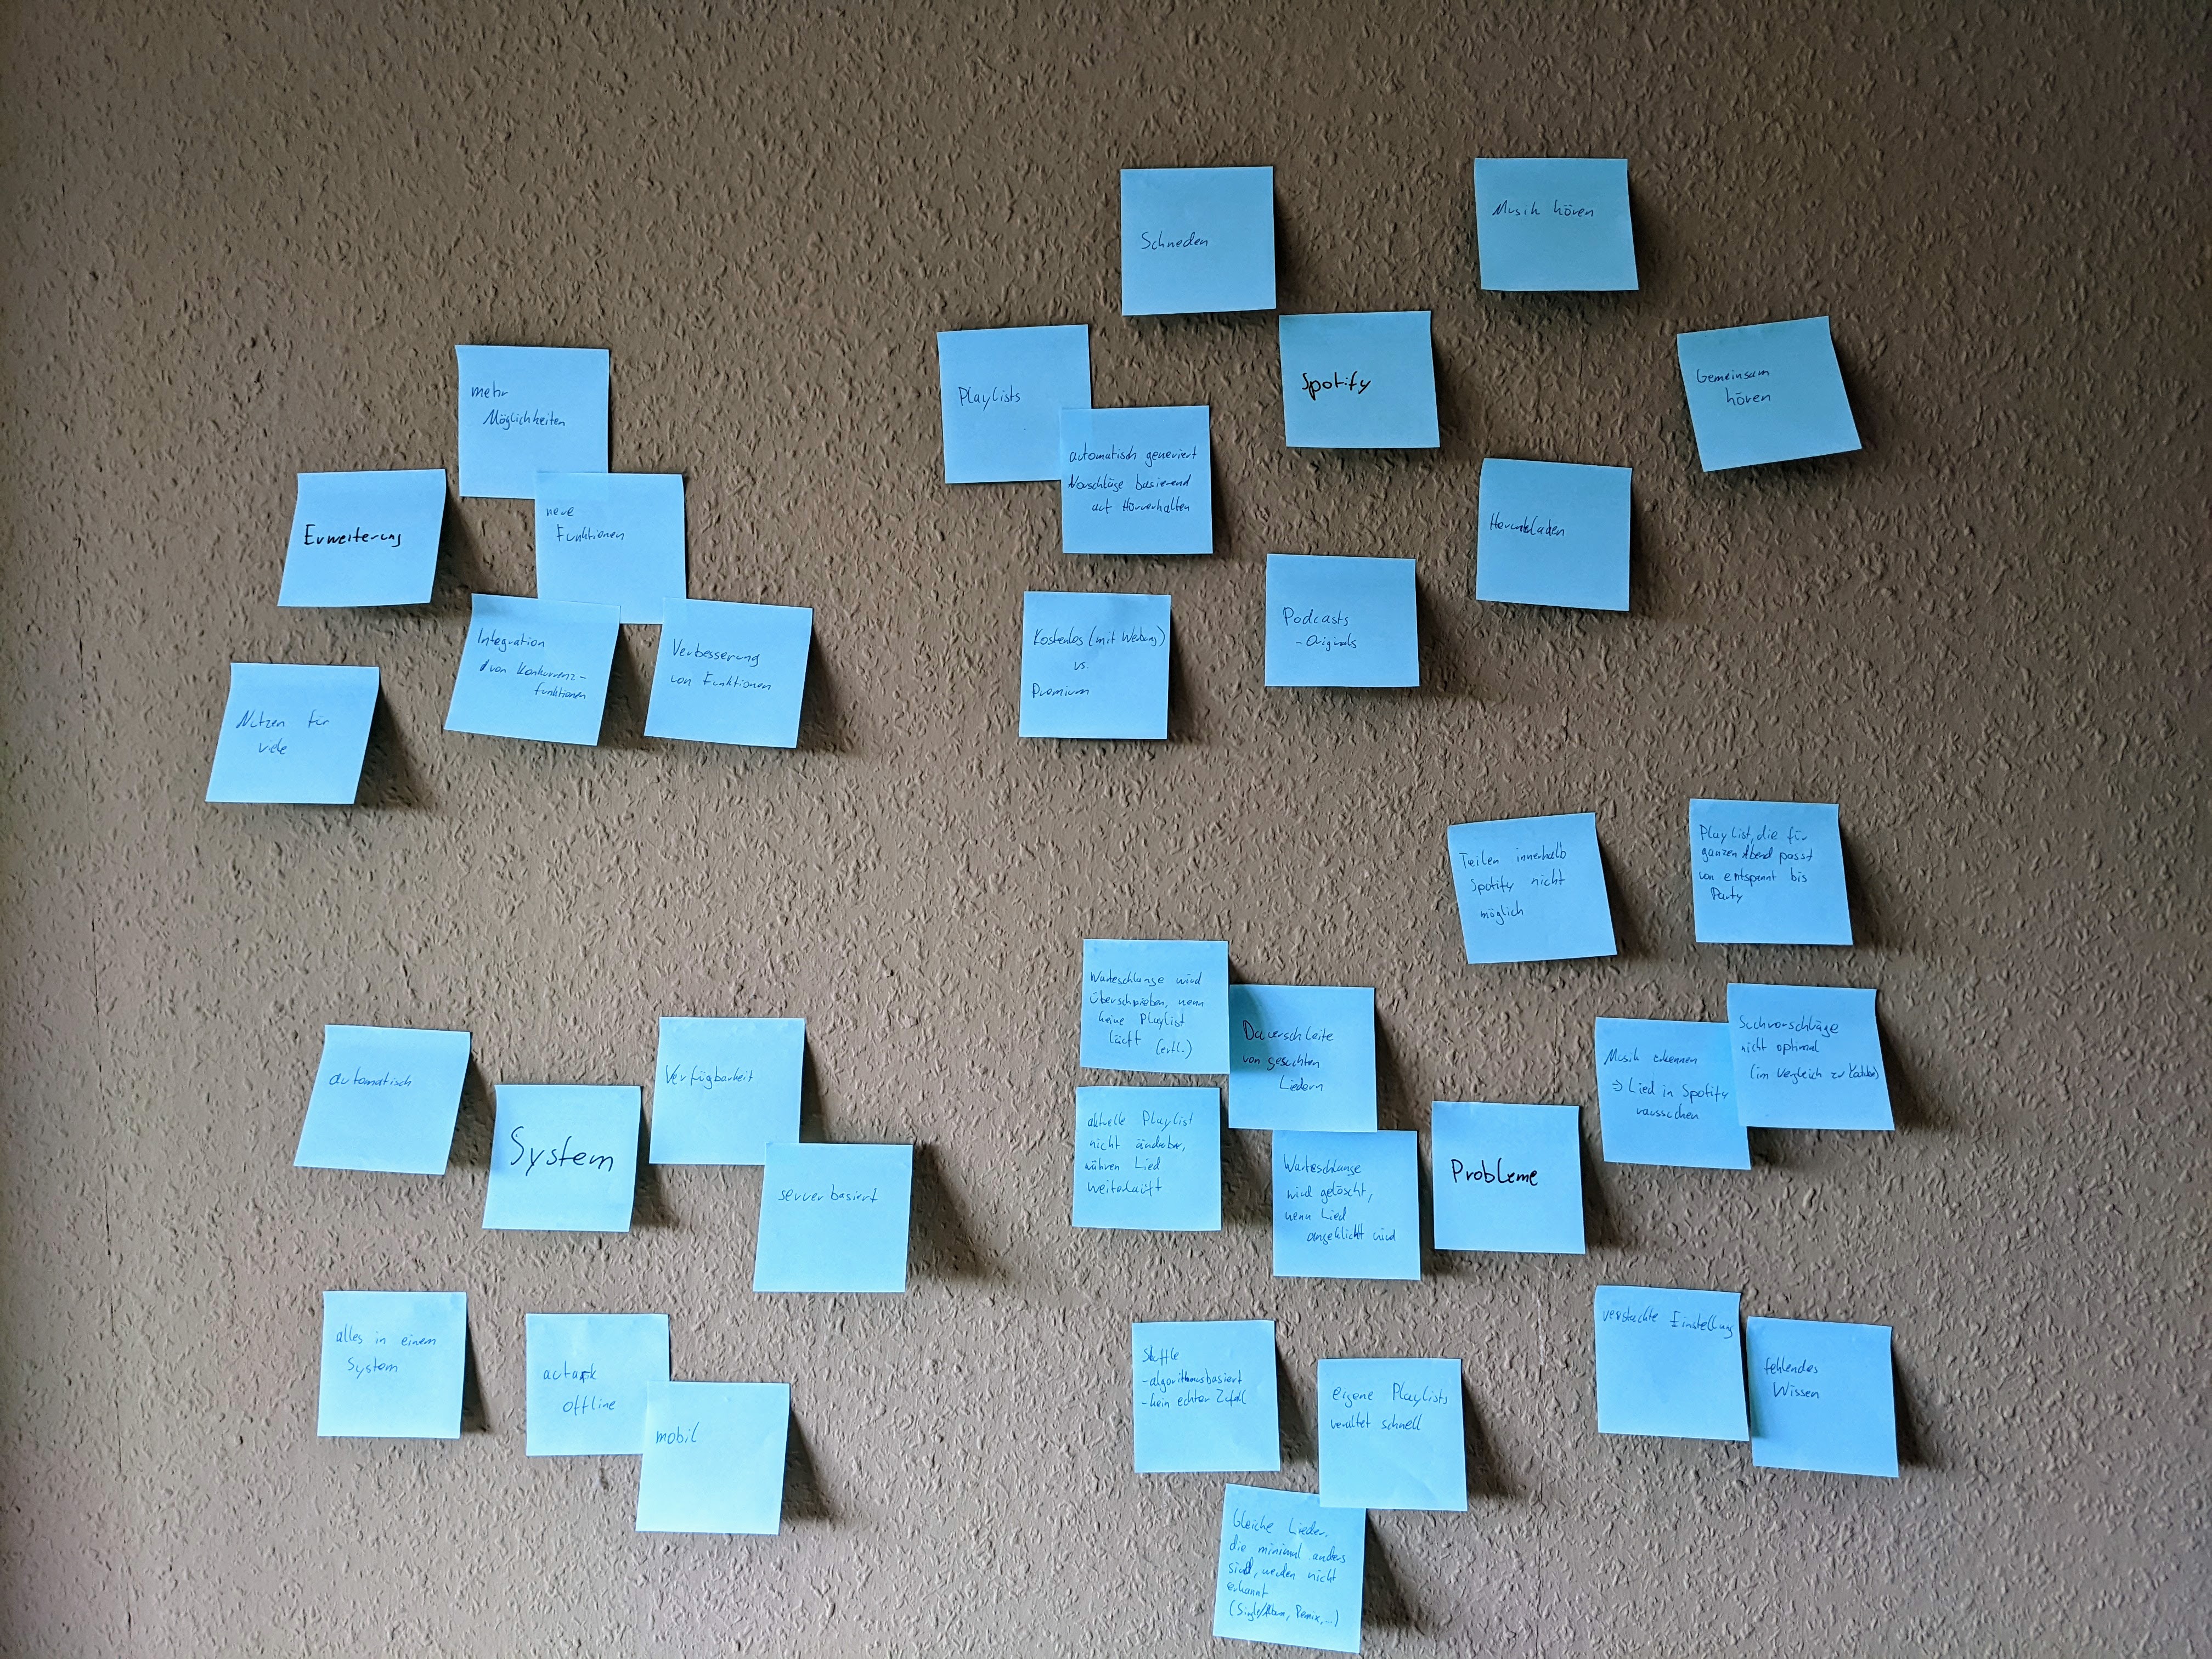 mehr
Möglichkeiten
Erweiterung
neue
Funktionen
Integration
von Konkurrenz-
funktionen
Verbesserung
von Funktionen
Nutzen für
viele
Schweden
Musik hören
Playlists
Spotify
Gemeinsam
hören
automatisch generiert
Vorschläge basierend
auf Hörverhalten
Herunterladen
Kostenlos (mit Werbung)
vs.
Premium
Podcasts
- Originals
automatisch
System
Verfügbarkeit
serverbasiert
alles in einem
System
autark
offline
mobil
Teilen innerhalb
Spotify nicht
möglich
Playlist, die für
ganzen Abend passt
von entspannt bis
Party
Warteschlange wird
überschrieben, wenn
keine Playlist
läuft (evtl.)
Dauerschleife
von gesuchten
Liedern
aktuelle Playlist
nicht änderbar,
währen Lied
weiterläuft
Warteschlange
wird gelöscht,
wenn Lied
angeklickt wird
Probleme
Musik erkennen
⇒ Lied in Spotify
raussuchen
Suchvorschläge
nicht optimal
(im Vergleich zu Youtube)
versteckte Einstellung
fehlendes
Wissen
Shuffle
- algorithmusbasiert
- kein echter Zufall
eigene Playlists
veraltet schnell
Gleiche Lieder,
die minimal anders
sind, werden nicht
erkannt
(Single/Album, Remix, ...)